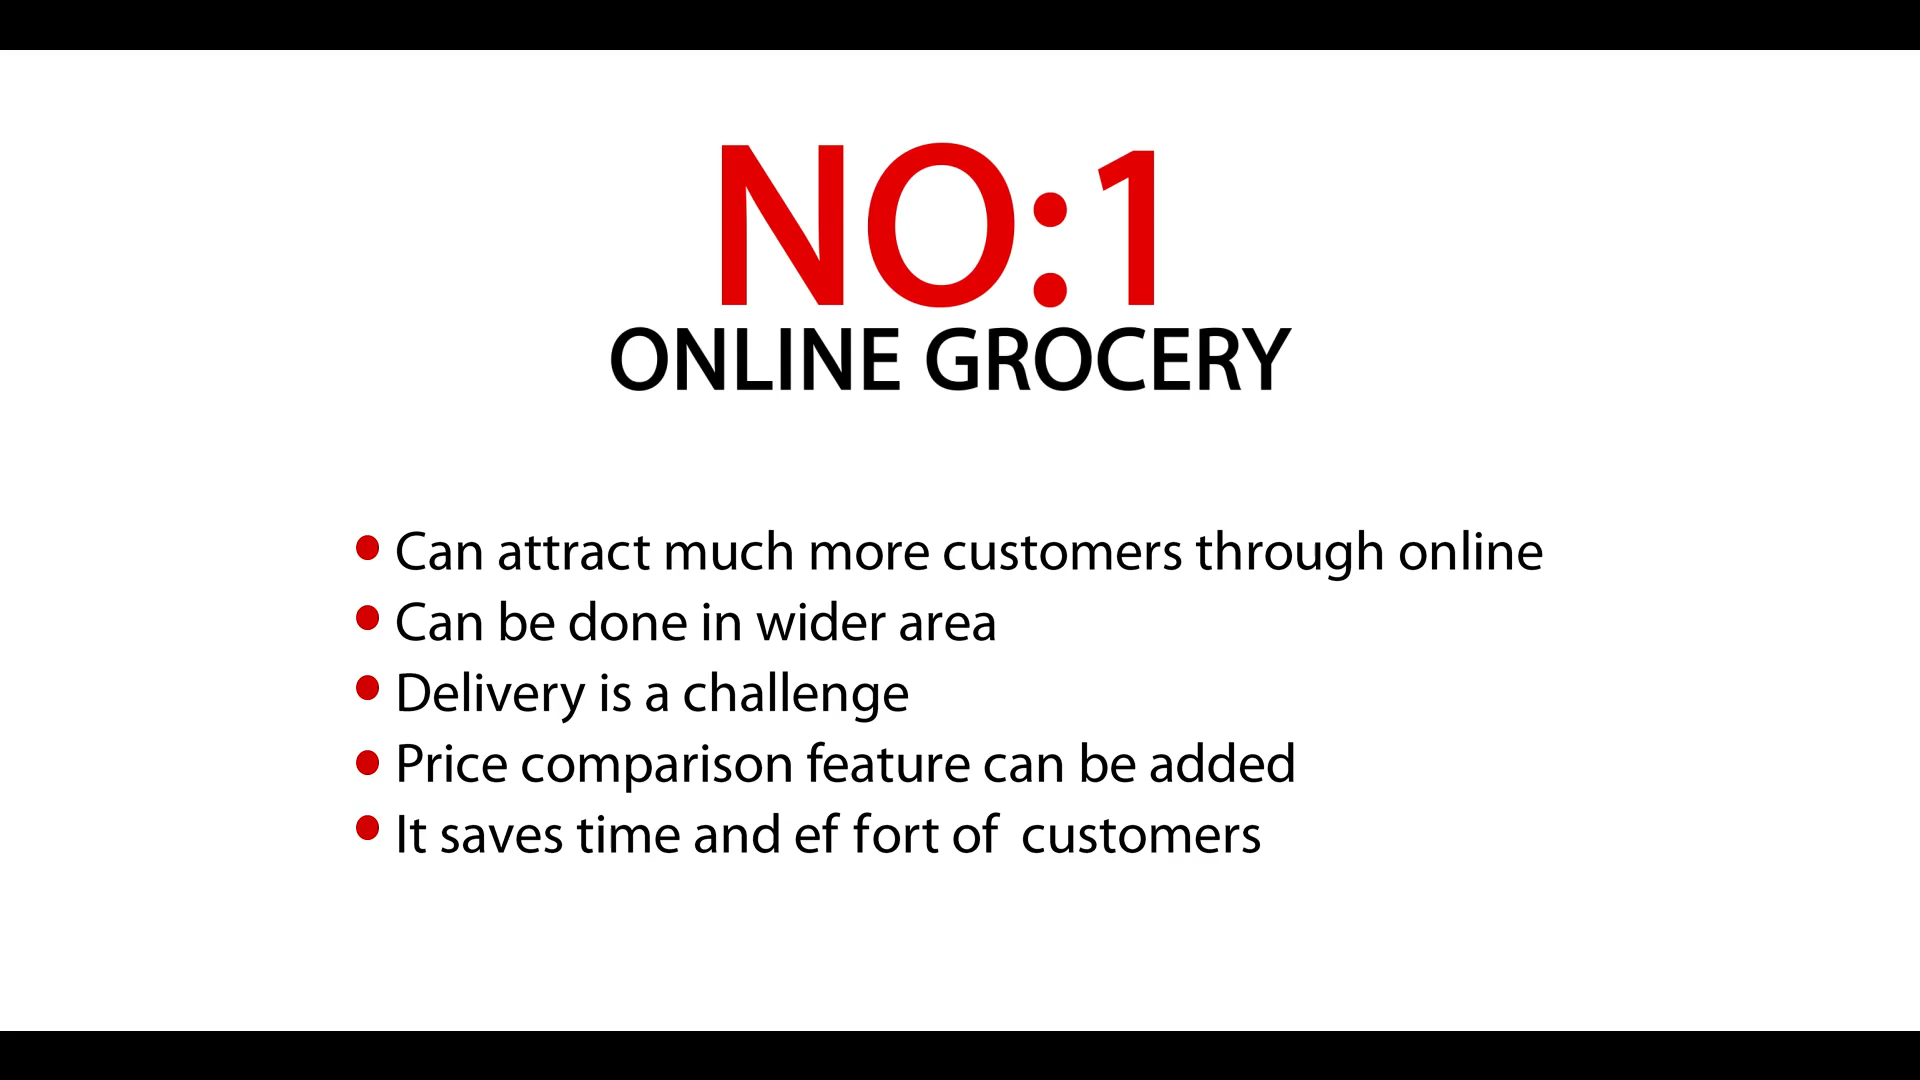 NO:1
ONLINE GROCERY
• Can attract much more customers through online
• Can be done in wider area
• Delivery is a challenge
• Price comparison feature can be added
• It saves time and ef fort of  customers